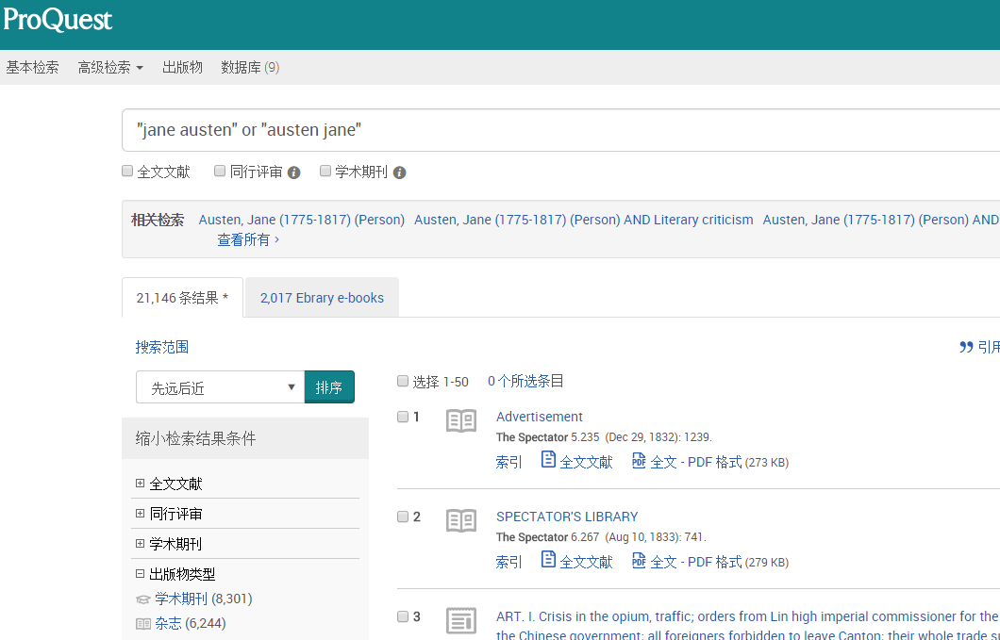 ProQuest
基本检索 高级检索 出版物 数据库 (9)
"jane austen" or "austen jane"
全文文献 同行评审 i 学术期刊 i
相关检索 Austen, Jane (1775-1817) (Person) Austen, Jane (1775-1817) (Person) AND Literary criticism Austen, Jane (1775-1817) (Person) AND
查看所有 ›
21,146 条结果 * 2,017 Ebrary e-books
搜索范围 引用
先远后近 排序
选择 1-50 0 个所选条目
缩小检索结果条件
全文文献
同行评审
学术期刊
出版物类型
学术期刊 (8,301)
杂志 (6,244)
1 Advertisement
The Spectator 5.235 (Dec 29, 1832): 1239.
索引 全文文献 PDF 全文 - PDF 格式 (273 KB)
2 SPECTATOR'S LIBRARY
The Spectator 6.267 (Aug 10, 1833): 741.
索引 全文文献 PDF 全文 - PDF 格式 (279 KB)
3 ART. I. Crisis in the opium, traffic; orders from Lin high imperial commissioner for the
the Chinese government; all foreigners forbidden to leave Canton; their whole trade